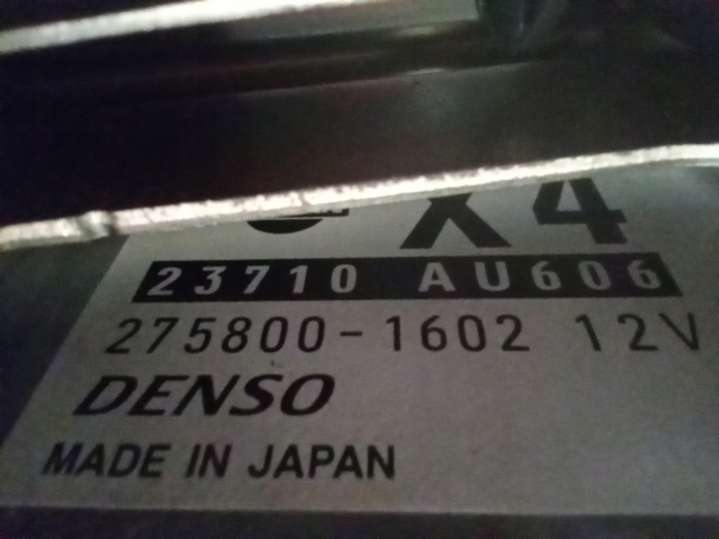 X4
23710 AU606
275800-1602 12V
DENSO
MADE IN JAPAN